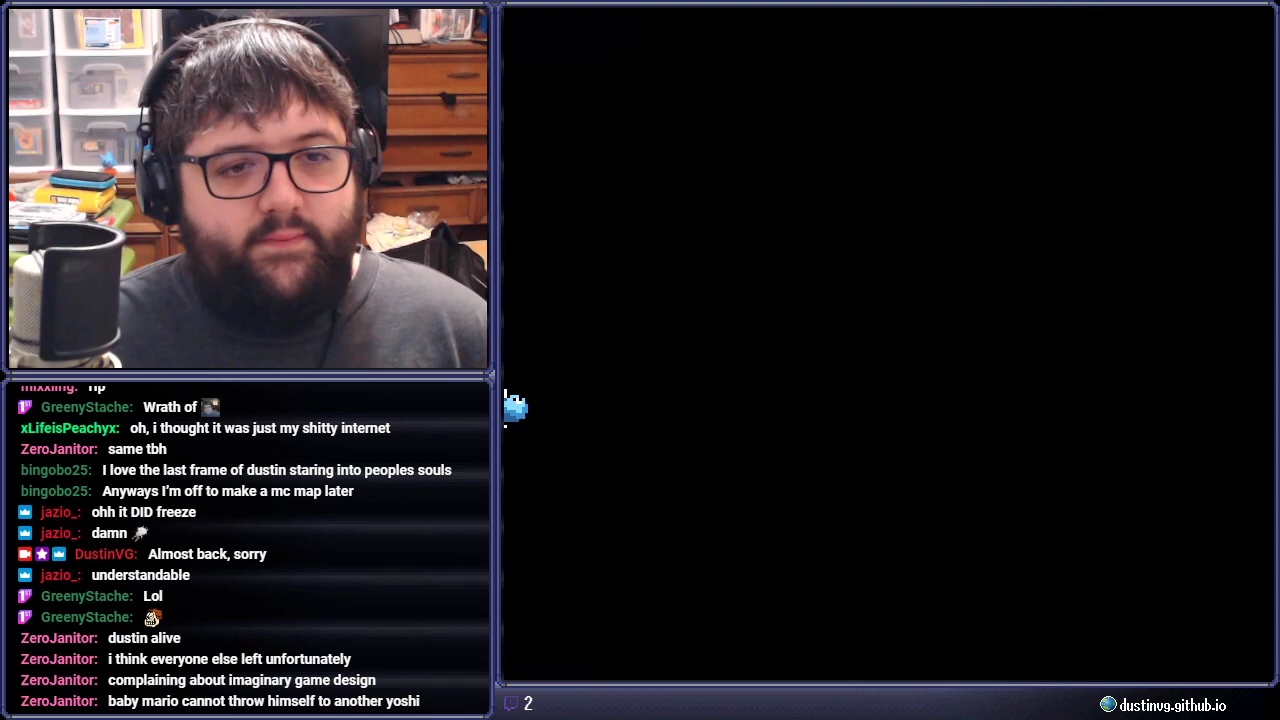 mixxiing: rip
GreenyStache: Wrath of
xLifeisPeachyx: oh, i thought it was just my shitty internet
ZeroJanitor: same tbh
bingobo25: I love the last frame of dustin staring into peoples souls
bingobo25: Anyways I'm off to make a mc map later
jazio_: ohh it DID freeze
jazio_: damn
DustinVG: Almost back, sorry
jazio_: understandable
GreenyStache: Lol
GreenyStache:
ZeroJanitor: dustin alive
ZeroJanitor: i think everyone else left unfortunately
ZeroJanitor: complaining about imaginary game design
ZeroJanitor: baby mario cannot throw himself to another yoshi
2
dustinvg.github.io